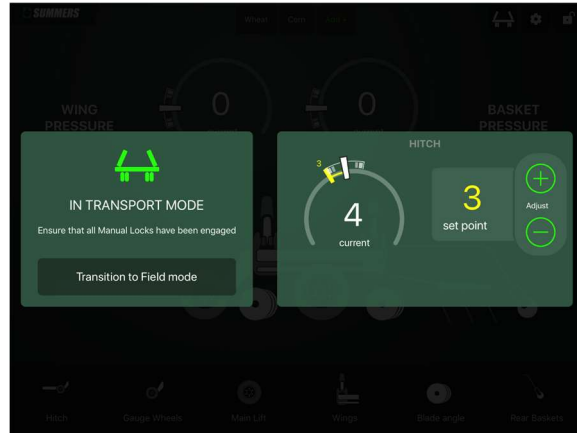 SUMMERS
Wheat Corn
0 0
WING
PRESSURE
BASKET
PRESSURE
IN TRANSPORT MODE
Ensure that all Manual Locks have been engaged
Transition to Field mode
HITCH
3
4
current
3
set point
Adjust
Hitch Gauge Wheels Main Lift Wings Blade angle Rear Baskets